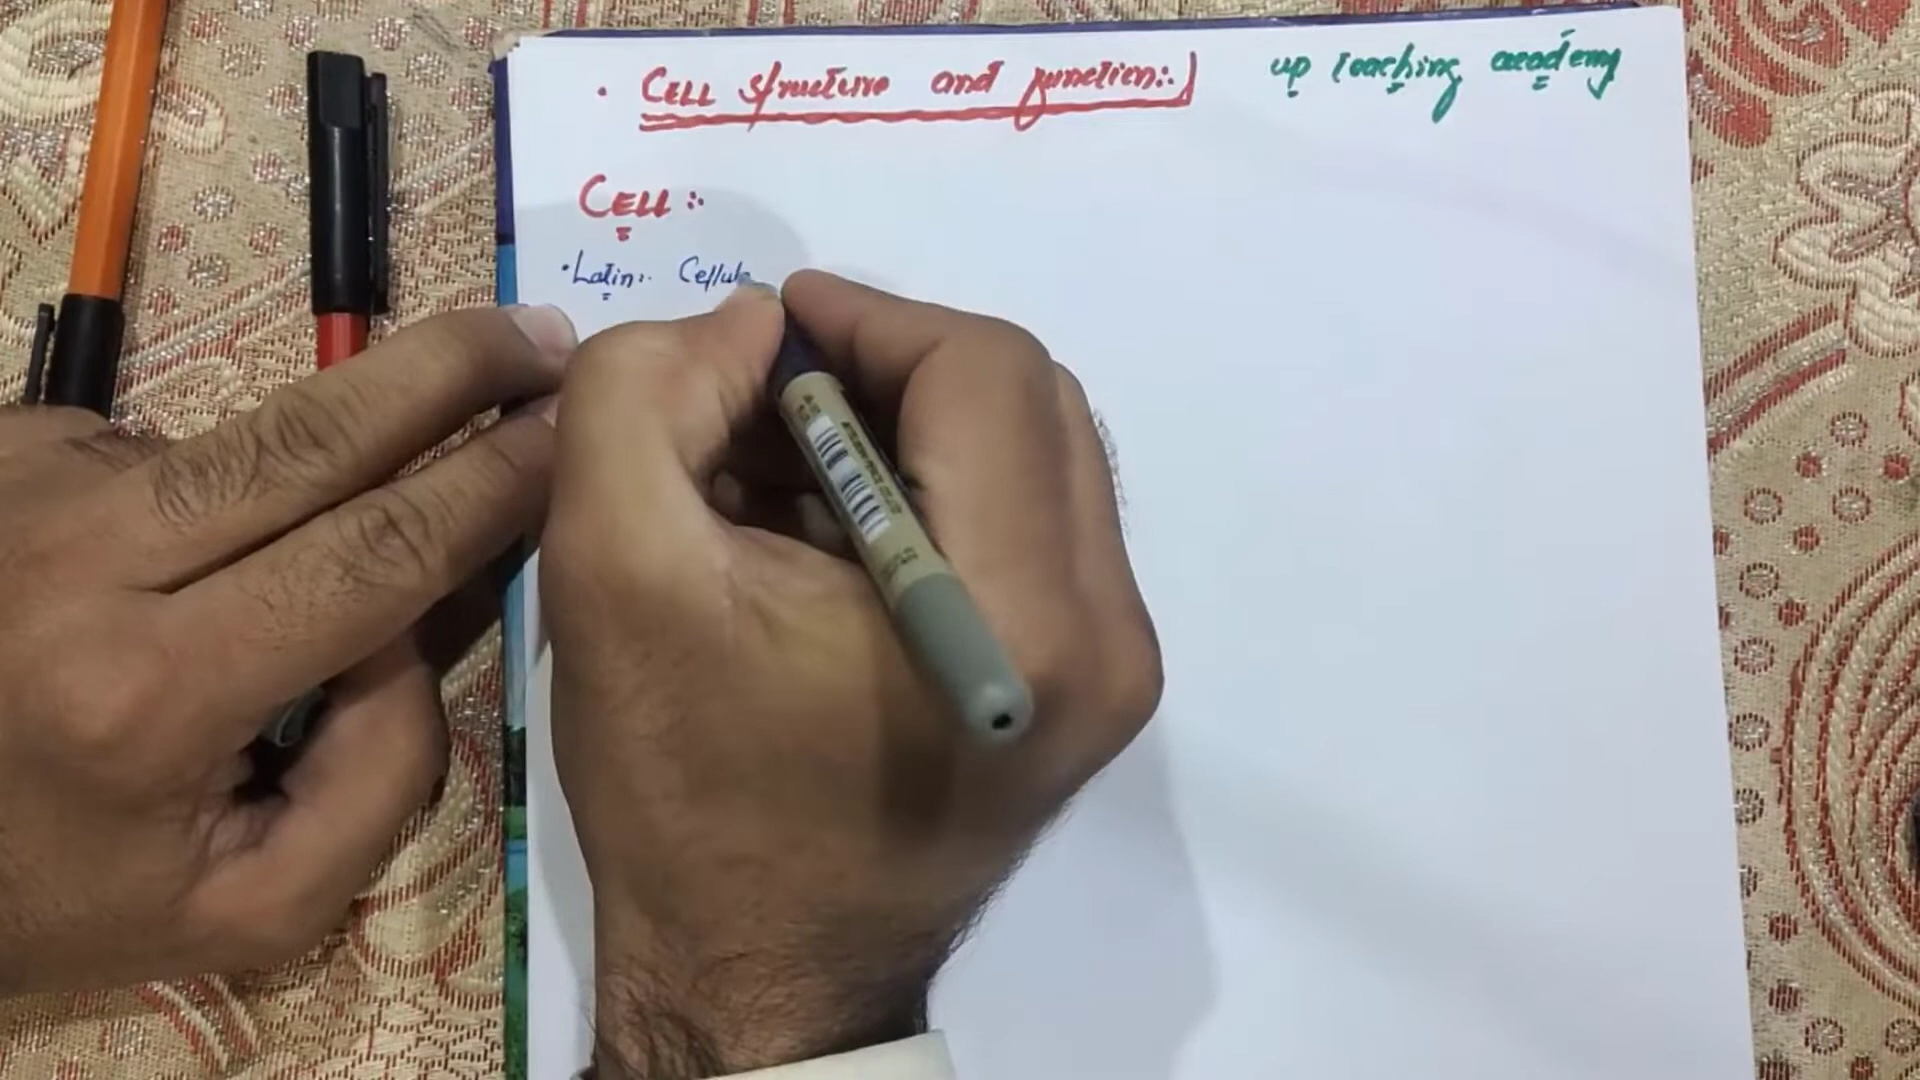 • CELL structure and function:.
up teaching academy
CELL :.
•Latin:. Cellula